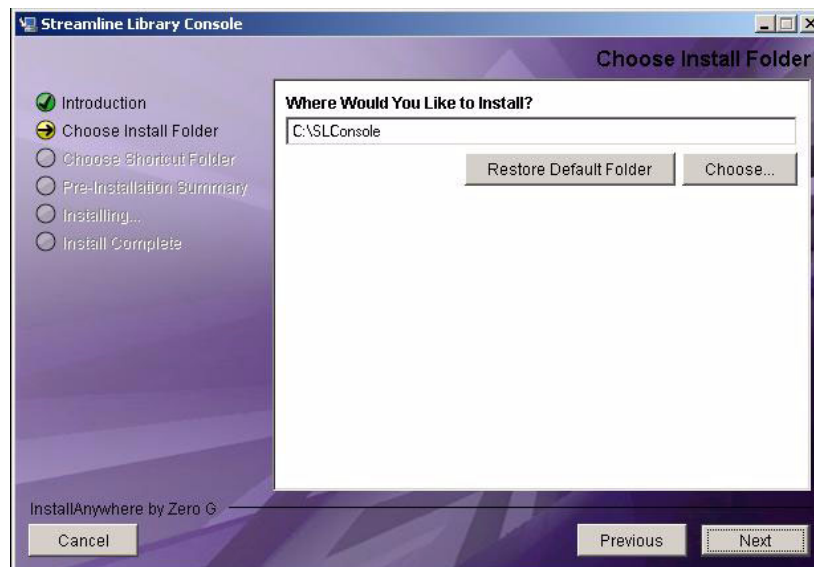 Streamline Library Console
Choose Install Folder
Introduction
Choose Install Folder
Choose Shortcut Folder
Pre-Installation Summary
Installing...
Install Complete
Where Would You Like to Install?
C:\SLConsole
Restore Default Folder
Choose...
InstallAnywhere by Zero G
Cancel
Previous
Next